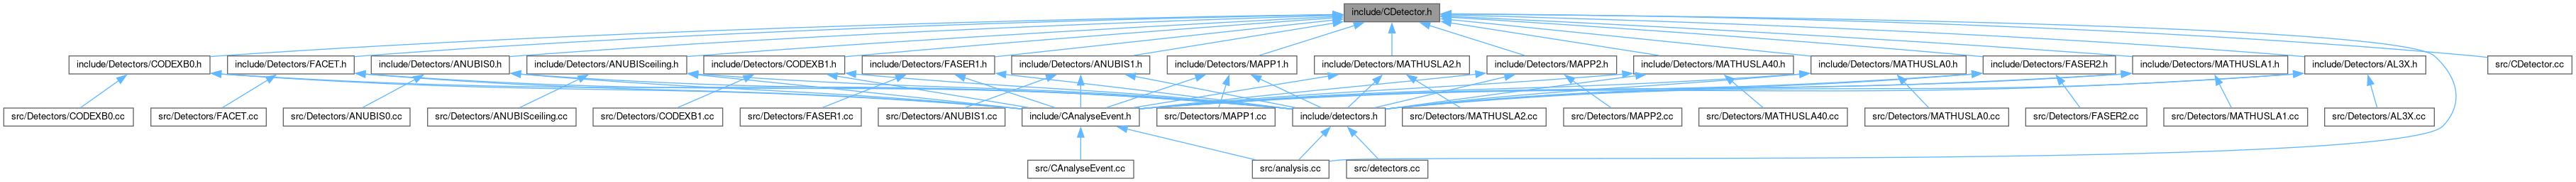 include/CDetector.h
include/Detectors/CODEXB0.h
include/Detectors/FACET.h
include/Detectors/ANUBIS0.h
include/Detectors/ANUBISceiling.h
include/Detectors/CODEXB1.h
include/Detectors/FASER1.h
include/Detectors/ANUBIS1.h
include/Detectors/MAPP1.h
include/Detectors/MATHUSLA2.h
include/Detectors/MAPP2.h
include/Detectors/MATHUSLA40.h
include/Detectors/MATHUSLA0.h
include/Detectors/FASER2.h
include/Detectors/MATHUSLA1.h
include/Detectors/AL3X.h
src/CDetector.cc
src/Detectors/CODEXB0.cc
src/Detectors/FACET.cc
src/Detectors/ANUBIS0.cc
src/Detectors/ANUBISceiling.cc
src/Detectors/CODEXB1.cc
src/Detectors/FASER1.cc
src/Detectors/ANUBIS1.cc
include/CAnalyseEvent.h
src/Detectors/MAPP1.cc
include/detectors.h
src/Detectors/MATHUSLA2.cc
src/Detectors/MAPP2.cc
src/Detectors/MATHUSLA40.cc
src/Detectors/MATHUSLA0.cc
src/Detectors/FASER2.cc
src/Detectors/MATHUSLA1.cc
src/Detectors/AL3X.cc
src/CAnalyseEvent.cc
src/analysis.cc
src/detectors.cc